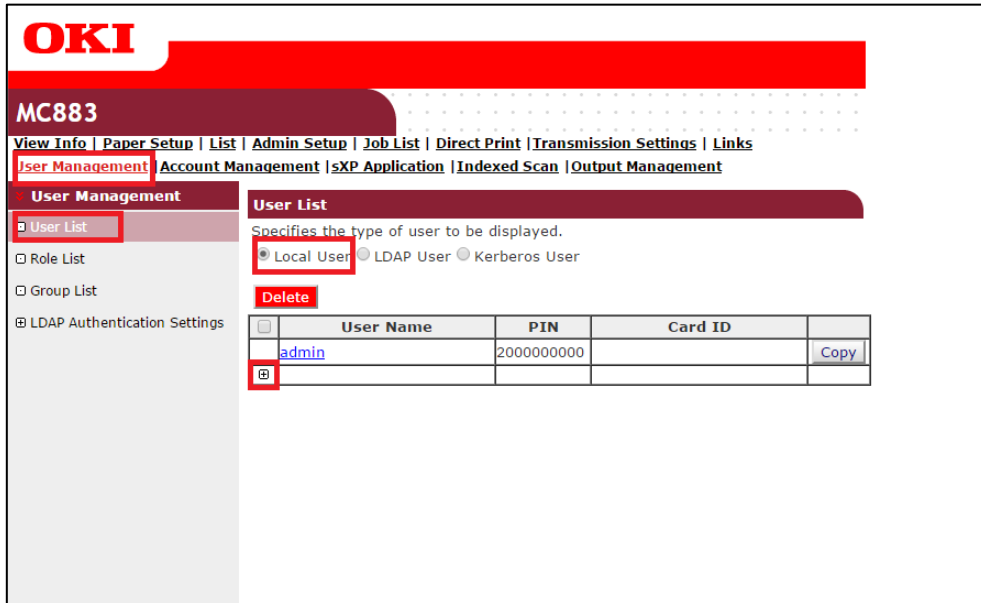 OKI
MC883
View Info | Paper Setup | List | Admin Setup | Job List | Direct Print |Transmission Settings | Links
User Management |Account Management |sXP Application |Indexed Scan |Output Management
User Management
User List
Role List
Group List
LDAP Authentication Settings
User List
Specifies the type of user to be displayed.
Local User LDAP User Kerberos User
Delete
User Name PIN Card ID
admin 2000000000 Copy